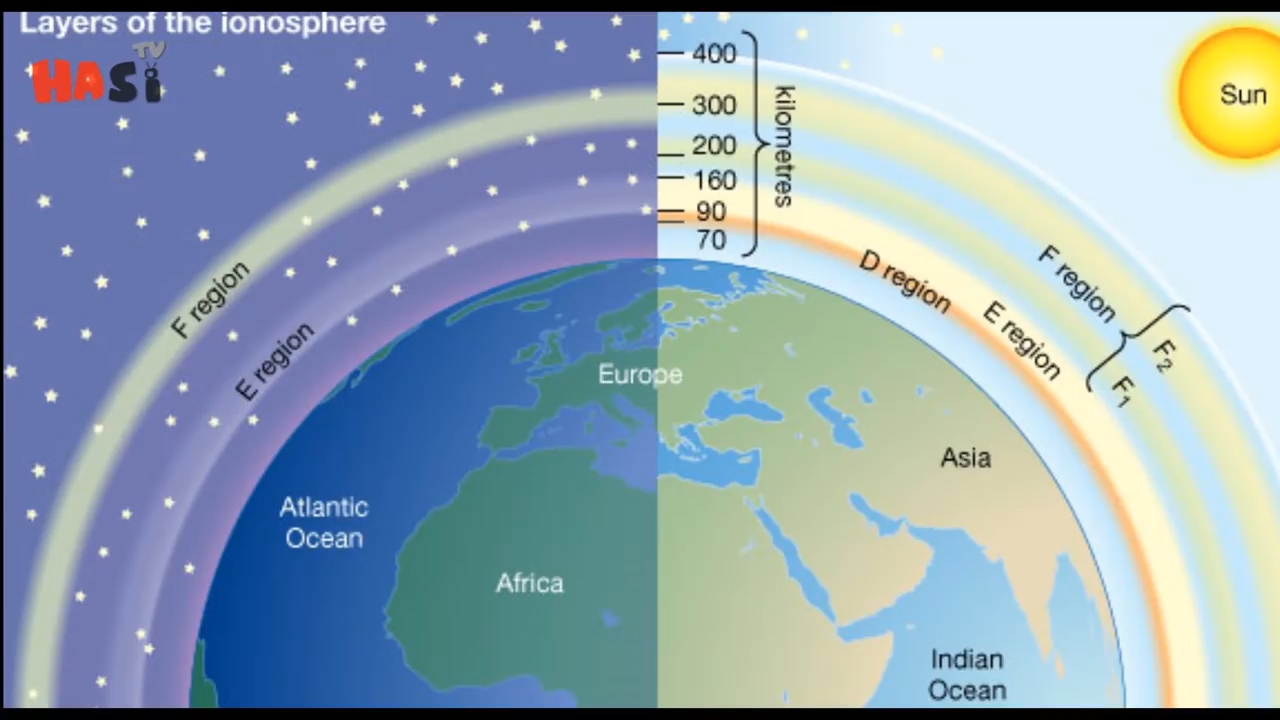 Layers of the ionosphere
HASi TV
400
300
200
160
90
70
kilometres
Sun
F region
E region
D region
E region
F region
F2
F1
Europe
Asia
Atlantic
Ocean
Africa
Indian
Ocean